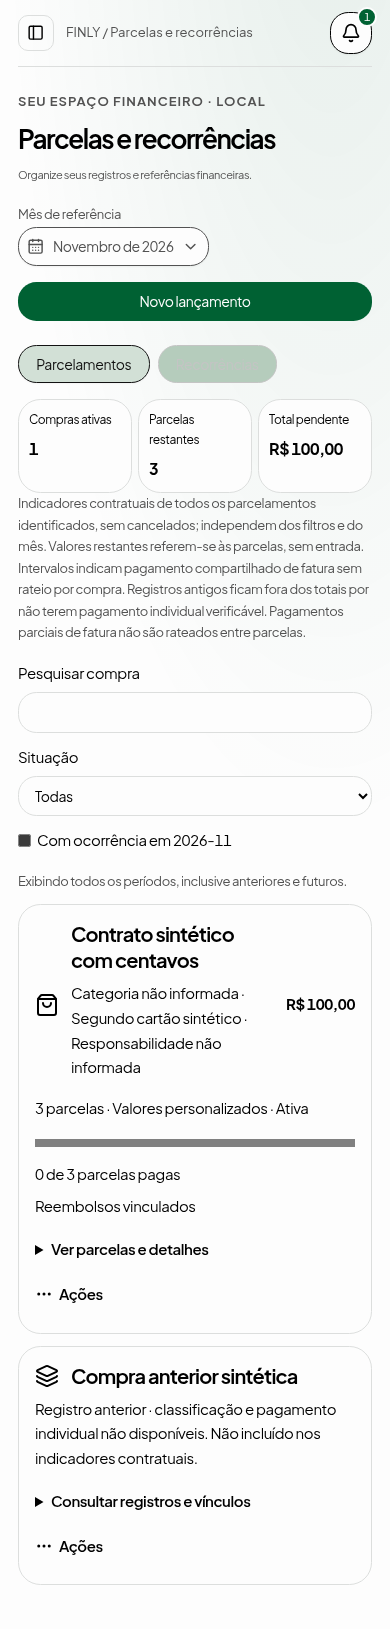 FINLY / Parcelas e recorrências
1
SEU ESPAÇO FINANCEIRO · LOCAL
Parcelas e recorrências
Organize seus registros e referências financeiras.
Mês de referência
Novembro de 2026
Novo lançamento
Parcelamentos
Compras ativas
1
Parcelas
restantes
3
Total pendente
R$ 100,00
Indicadores contratuais de todos os parcelamentos
identificados, sem cancelados; independem dos filtros e do
mês. Valores restantes referem-se às parcelas, sem entrada.
Intervalos indicam pagamento compartilhado de fatura sem
rateio por compra. Registros antigos ficam fora dos totais por
não terem pagamento individual verificável. Pagamentos
parciais de fatura não são rateados entre parcelas.
Pesquisar compra
Situação
Todas
Com ocorrência em 2026-11
Exibindo todos os períodos, inclusive anteriores e futuros.
Contrato sintético
com centavos
Categoria não informada ·
Segundo cartão sintético ·
Responsabilidade não
informada
R$ 100,00
3 parcelas · Valores personalizados · Ativa
0 de 3 parcelas pagas
Reembolsos vinculados
Ver parcelas e detalhes
Ações
Compra anterior sintética
Registro anterior · classificação e pagamento
individual não disponíveis. Não incluído nos
indicadores contratuais.
Consultar registros e vínculos
Ações